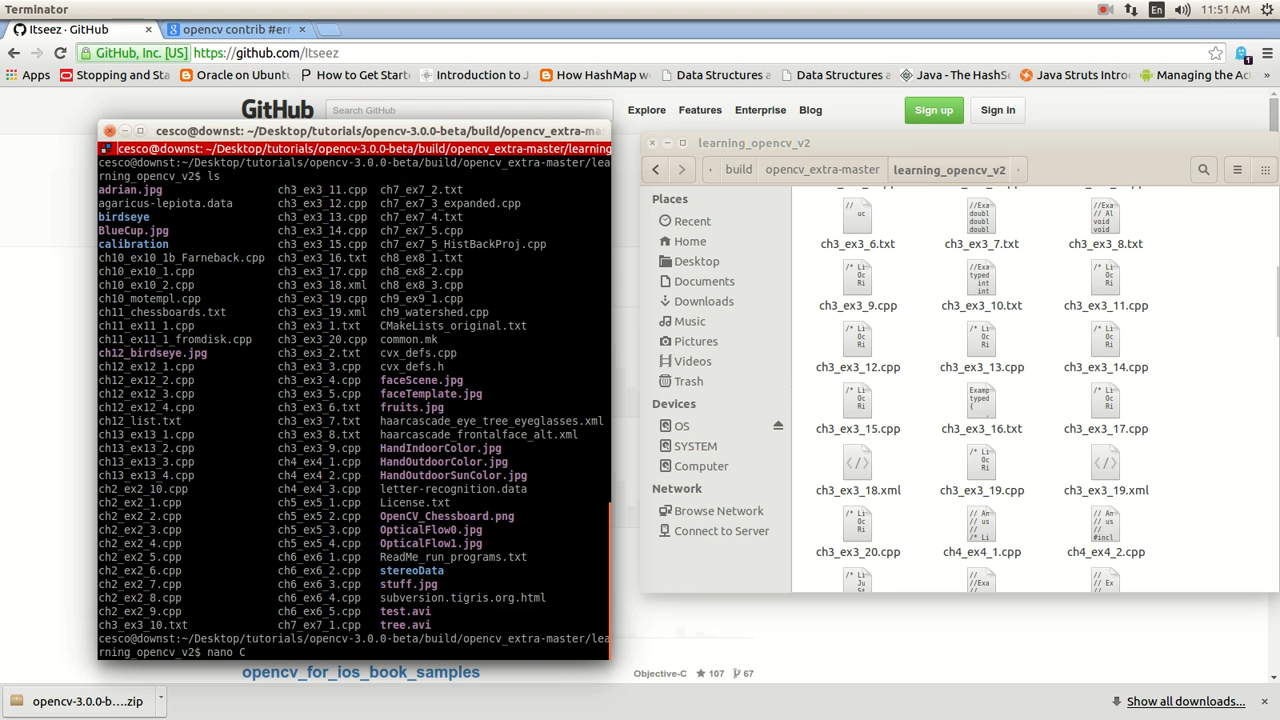 Terminator
En
11:51 AM
Itseez · GitHub
opencv contrib #err
GitHub, Inc. [US]
https://github.com/Itseez
Apps
Stopping and Sta
Oracle on Ubuntu
How to Get Starte
Introduction to J
How HashMap w
Data Structures a
Data Structures a
Java - The HashSe
Java Struts Intro
Managing the Ac
»
GitHub
Search GitHub
Explore
Features
Enterprise
Blog
Sign up
Sign in
cesco@downst: ~/Desktop/tutorials/opencv-3.0.0-beta/build/opencv_extra-ma
cesco@downst: ~/Desktop/tutorials/opencv-3.0.0-beta/build/opencv_extra-master/learning
cesco@downst:~/Desktop/tutorials/opencv-3.0.0-beta/build/opencv_extra-master/lea
rning_opencv_v2$ ls
adrian.jpg ch3_ex3_11.cpp ch7_ex7_2.txt
agaricus-lepiota.data ch3_ex3_12.cpp ch7_ex7_3_expanded.cpp
birdseye ch3_ex3_13.cpp ch7_ex7_4.txt
BlueCup.jpg ch3_ex3_14.cpp ch7_ex7_5.cpp
calibration ch3_ex3_15.cpp ch7_ex7_5_HistBackProj.cpp
ch10_ex10_1b_Farneback.cpp ch3_ex3_16.txt ch8_ex8_1.txt
ch10_ex10_1.cpp ch3_ex3_17.cpp ch8_ex8_2.cpp
ch10_ex10_2.cpp ch3_ex3_18.xml ch8_ex8_3.cpp
ch10_motempl.cpp ch3_ex3_19.cpp ch9_ex9_1.cpp
ch11_chessboards.txt ch3_ex3_19.xml ch9_watershed.cpp
ch11_ex11_1.cpp ch3_ex3_1.txt CMakeLists_original.txt
ch11_ex11_1_fromdisk.cpp ch3_ex3_20.cpp common.mk
ch12_birdseye.jpg ch3_ex3_2.txt cvx_defs.cpp
ch12_ex12_1.cpp ch3_ex3_3.cpp cvx_defs.h
ch12_ex12_2.cpp ch3_ex3_4.cpp faceScene.jpg
ch12_ex12_3.cpp ch3_ex3_5.cpp faceTemplate.jpg
ch12_ex12_4.cpp ch3_ex3_6.txt fruits.jpg
ch12_list.txt ch3_ex3_7.txt haarcascade_eye_tree_eyeglasses.xml
ch13_ex13_1.cpp ch3_ex3_8.txt haarcascade_frontalface_alt.xml
ch13_ex13_2.cpp ch3_ex3_9.cpp HandIndoorColor.jpg
ch13_ex13_3.cpp ch4_ex4_1.cpp HandOutdoorColor.jpg
ch13_ex13_4.cpp ch4_ex4_2.cpp HandOutdoorSunColor.jpg
ch2_ex2_10.cpp ch4_ex4_3.cpp letter-recognition.data
ch2_ex2_1.cpp ch5_ex5_1.cpp License.txt
ch2_ex2_2.cpp ch5_ex5_2.cpp OpenCV_Chessboard.png
ch2_ex2_3.cpp ch5_ex5_3.cpp OpticalFlow0.jpg
ch2_ex2_4.cpp ch5_ex5_4.cpp OpticalFlow1.jpg
ch2_ex2_5.cpp ch6_ex6_1.cpp ReadMe_run_programs.txt
ch2_ex2_6.cpp ch6_ex6_2.cpp stereoData
ch2_ex2_7.cpp ch6_ex6_3.cpp stuff.jpg
ch2_ex2_8.cpp ch6_ex6_4.cpp subversion.tigris.org.html
ch2_ex2_9.cpp ch6_ex6_5.cpp test.avi
ch3_ex3_10.txt ch7_ex7_1.cpp tree.avi
cesco@downst:~/Desktop/tutorials/opencv-3.0.0-beta/build/opencv_extra-master/lea
rning_opencv_v2$ nano C
learning_opencv_v2
build
opencv_extra-master
learning_opencv_v2
Places
Recent
Home
Desktop
Documents
Downloads
Music
Pictures
Videos
Trash
Devices
OS
SYSTEM
Computer
Network
Browse Network
Connect to Server
ch3_ex3_6.txt ch3_ex3_7.txt ch3_ex3_8.txt
ch3_ex3_9.cpp ch3_ex3_10.txt ch3_ex3_11.cpp
ch3_ex3_12.cpp ch3_ex3_13.cpp ch3_ex3_14.cpp
ch3_ex3_15.cpp ch3_ex3_16.txt ch3_ex3_17.cpp
ch3_ex3_18.xml ch3_ex3_19.cpp ch3_ex3_19.xml
ch3_ex3_20.cpp ch4_ex4_1.cpp ch4_ex4_2.cpp
opencv_for_ios_book_samples
Objective-C 107 67
opencv-3.0.0-b....zip
Show all downloads...